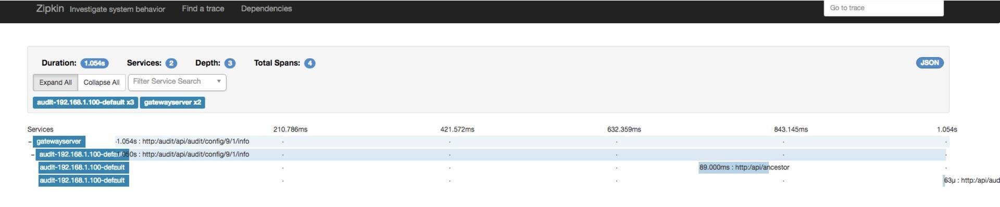 Zipkin Investigate system behavior Find a trace Dependencies Go to trace
Duration: 1.054s Services: 2 Depth: 3 Total Spans: 4 JSON
Expand All Collapse All Filter Service Search
audit-192.168.1.100-default x3 gatewayserver x2
Services 210.786ms 421.572ms 632.359ms 843.145ms 1.054s
- gatewayserver 1.054s : http:/audit/api/audit/config/9/1/info
- audit-192.168.1.100-default 1.050s : http:/audit/api/audit/config/9/1/info
audit-192.168.1.100-default 89.000ms : http:/api/ancestor
audit-192.168.1.100-default 63μ : http:/api/aud